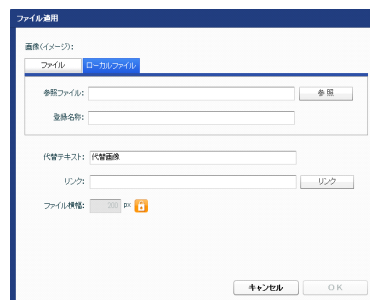 ファイル適用
画像(イメージ):
ファイル ローカルファイル
参照ファイル: 参照
登録名称:
代替テキスト: 代替画像
リンク: リンク
ファイル横幅: 300 px
キャンセル OK